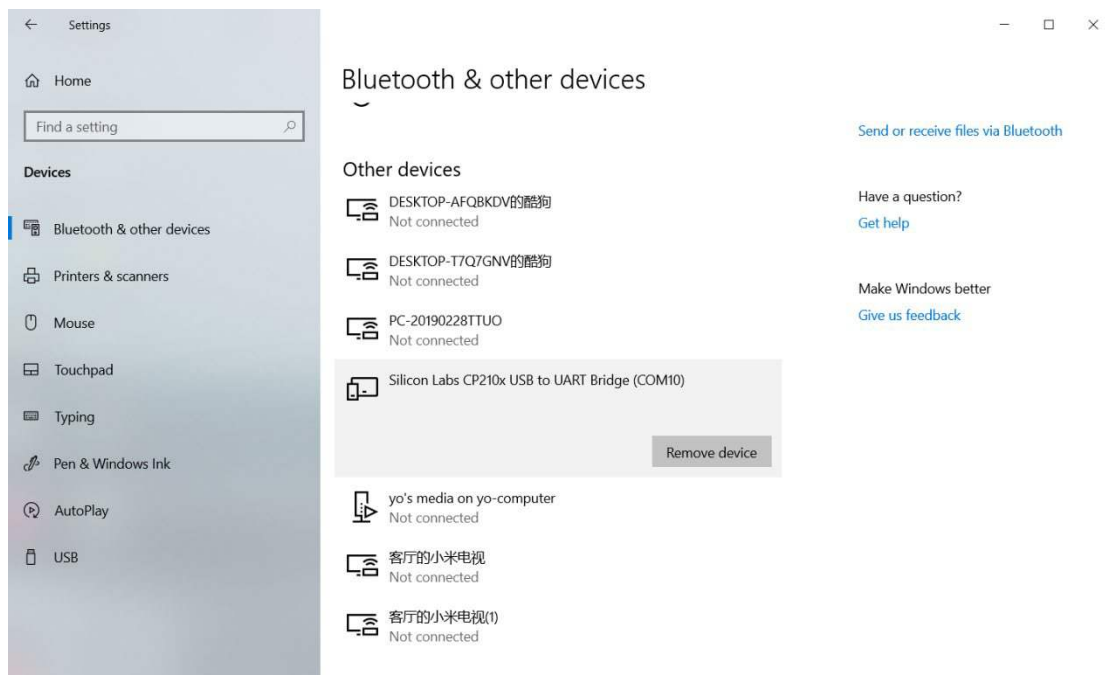 Settings
Home
Find a setting
Devices
Bluetooth & other devices
Printers & scanners
Mouse
Touchpad
Typing
Pen & Windows Ink
AutoPlay
USB
Bluetooth & other devices
Other devices
DESKTOP-AFQBKDV的酷狗
Not connected
DESKTOP-T7Q7GNV的酷狗
Not connected
PC-20190228TTUO
Not connected
Silicon Labs CP210x USB to UART Bridge (COM10)
Remove device
yo's media on yo-computer
Not connected
客厅的小米电视
Not connected
客厅的小米电视(1)
Not connected
Send or receive files via Bluetooth
Have a question?
Get help
Make Windows better
Give us feedback